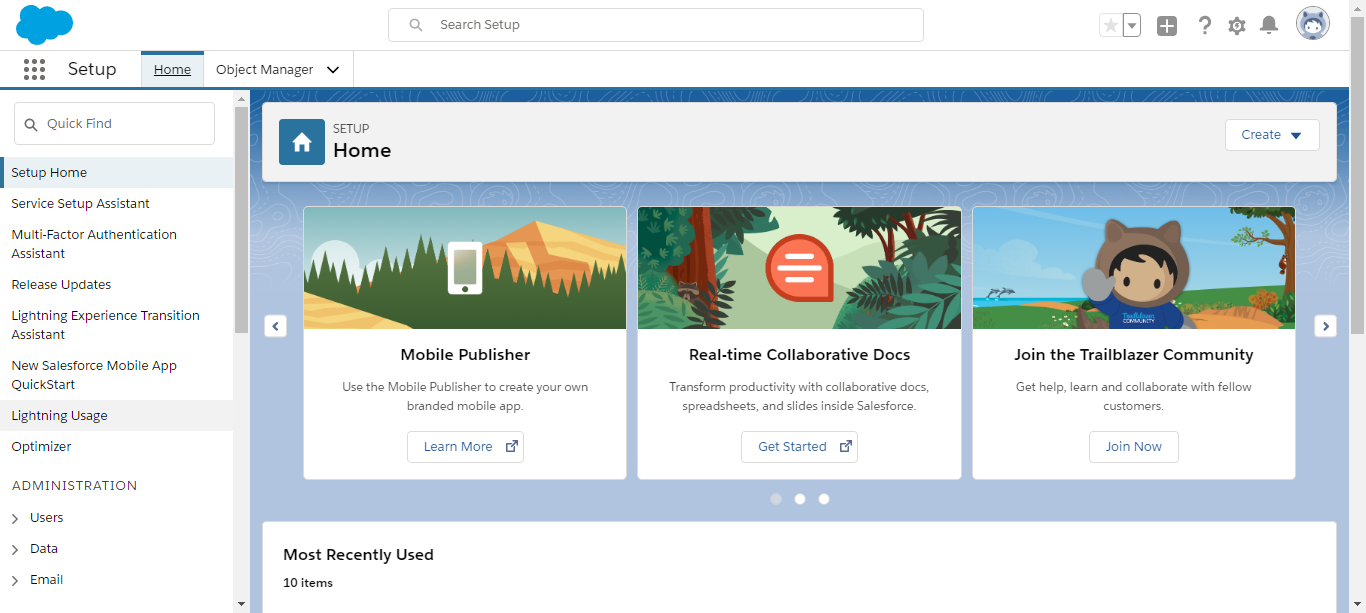 Search Setup
Setup
Home
Object Manager
Quick Find
Setup Home
Service Setup Assistant
Multi-Factor Authentication
Assistant
Release Updates
Lightning Experience Transition
Assistant
New Salesforce Mobile App
QuickStart
Lightning Usage
Optimizer
ADMINISTRATION
Users
Data
Email
SETUP
Home
Create
Mobile Publisher
Use the Mobile Publisher to create your own
branded mobile app.
Learn More
Real-time Collaborative Docs
Transform productivity with collaborative docs,
spreadsheets, and slides inside Salesforce.
Get Started
Trailblazer
COMMUNITY
Join the Trailblazer Community
Get help, learn and collaborate with fellow
customers.
Join Now
Most Recently Used
10 items